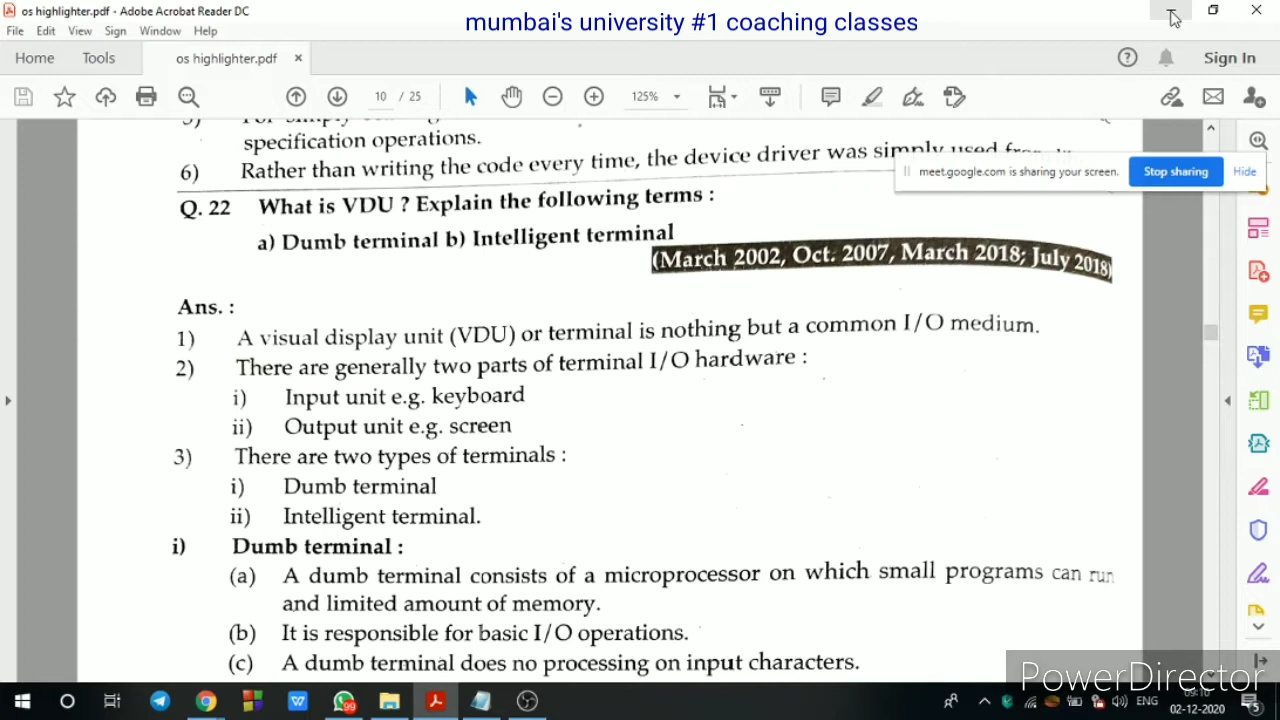 os highlighter.pdf - Adobe Acrobat Reader DC
mumbai's university #1 coaching classes
File Edit View Sign Window Help
Home Tools os highlighter.pdf Sign In
10 / 25 125%
specification operations.
6) Rather than writing the code every time, the device driver was simply used
meet.google.com is sharing your screen. Stop sharing Hide
Q. 22 What is VDU ? Explain the following terms :
a) Dumb terminal b) Intelligent terminal
(March 2002, Oct. 2007, March 2018; July 2018)
Ans. :
1) A visual display unit (VDU) or terminal is nothing but a common I/O medium.
2) There are generally two parts of terminal I/O hardware :
i) Input unit e.g. keyboard
ii) Output unit e.g. screen
3) There are two types of terminals :
i) Dumb terminal
ii) Intelligent terminal.
i) Dumb terminal :
(a) A dumb terminal consists of a microprocessor on which small programs can run
and limited amount of memory.
(b) It is responsible for basic I/O operations.
(c) A dumb terminal does no processing on input characters.
PowerDirector
99
ENG
02-12-2020
5